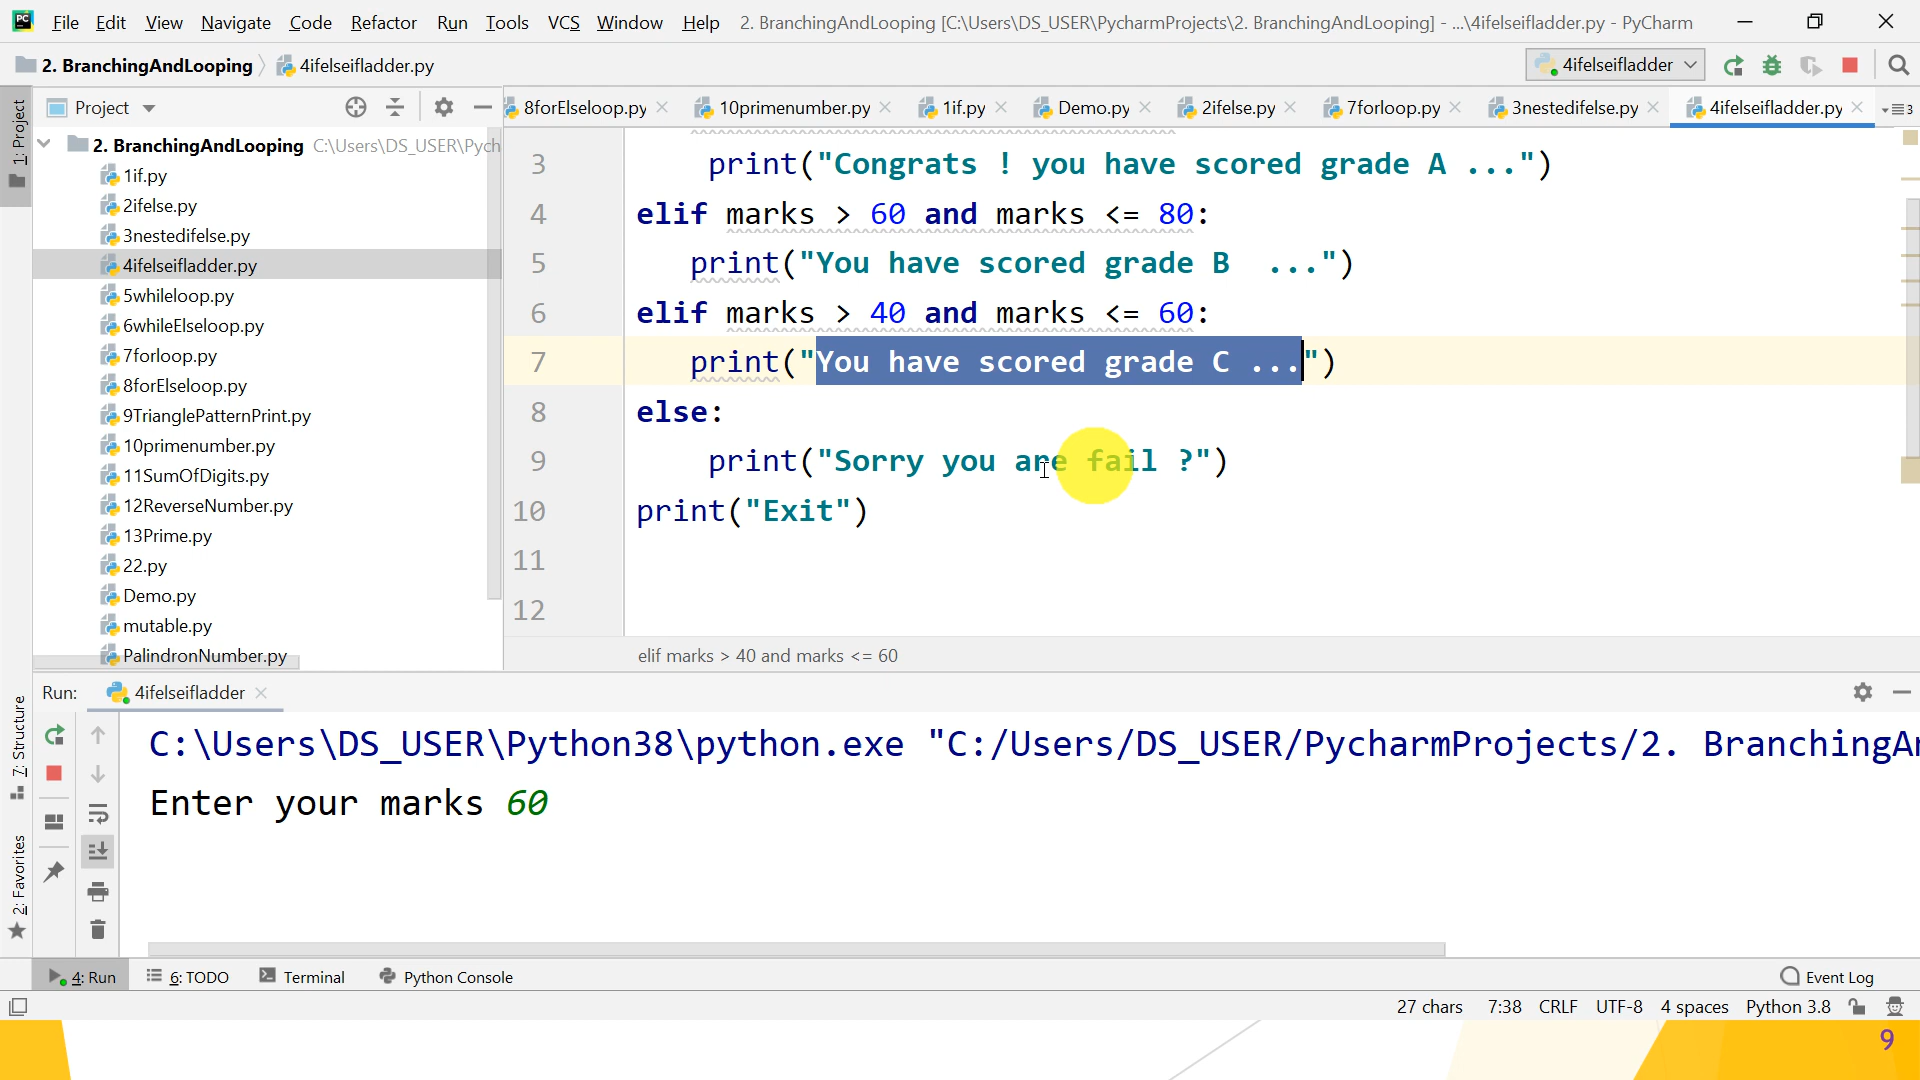 File Edit View Navigate Code Refactor Run Tools VCS Window Help 2. BranchingAndLooping [C:\Users\DS_USER\PycharmProjects\2. BranchingAndLooping] - ...\4ifelseifladder.py - PyCharm
2. BranchingAndLooping 4ifelseifladder.py 4ifelseifladder
1: Project
Project
8forElseloop.py 10primenumber.py 1if.py Demo.py 2ifelse.py 7forloop.py 3nestedifelse.py 4ifelseifladder.py 3
2. BranchingAndLooping C:\Users\DS_USER\Pych
1if.py
2ifelse.py
3nestedifelse.py
4ifelseifladder.py
5whileloop.py
6whileElseloop.py
7forloop.py
8forElseloop.py
9TrianglePatternPrint.py
10primenumber.py
11SumOfDigits.py
12ReverseNumber.py
13Prime.py
22.py
Demo.py
mutable.py
PalindronNumber.py
3 print("Congrats ! you have scored grade A ...")
4 elif marks > 60 and marks <= 80:
5 print("You have scored grade B  ...")
6 elif marks > 40 and marks <= 60:
7 print("You have scored grade C ...")
8 else:
9 print("Sorry you are fail ?")
10 print("Exit")
11
12
elif marks > 40 and marks <= 60
Run: 4ifelseifladder
7: Structure
2: Favorites
C:\Users\DS_USER\Python38\python.exe "C:/Users/DS_USER/PycharmProjects/2. BranchingAn
Enter your marks 60
4: Run 6: TODO Terminal Python Console Event Log
27 chars 7:38 CRLF UTF-8 4 spaces Python 3.8
9